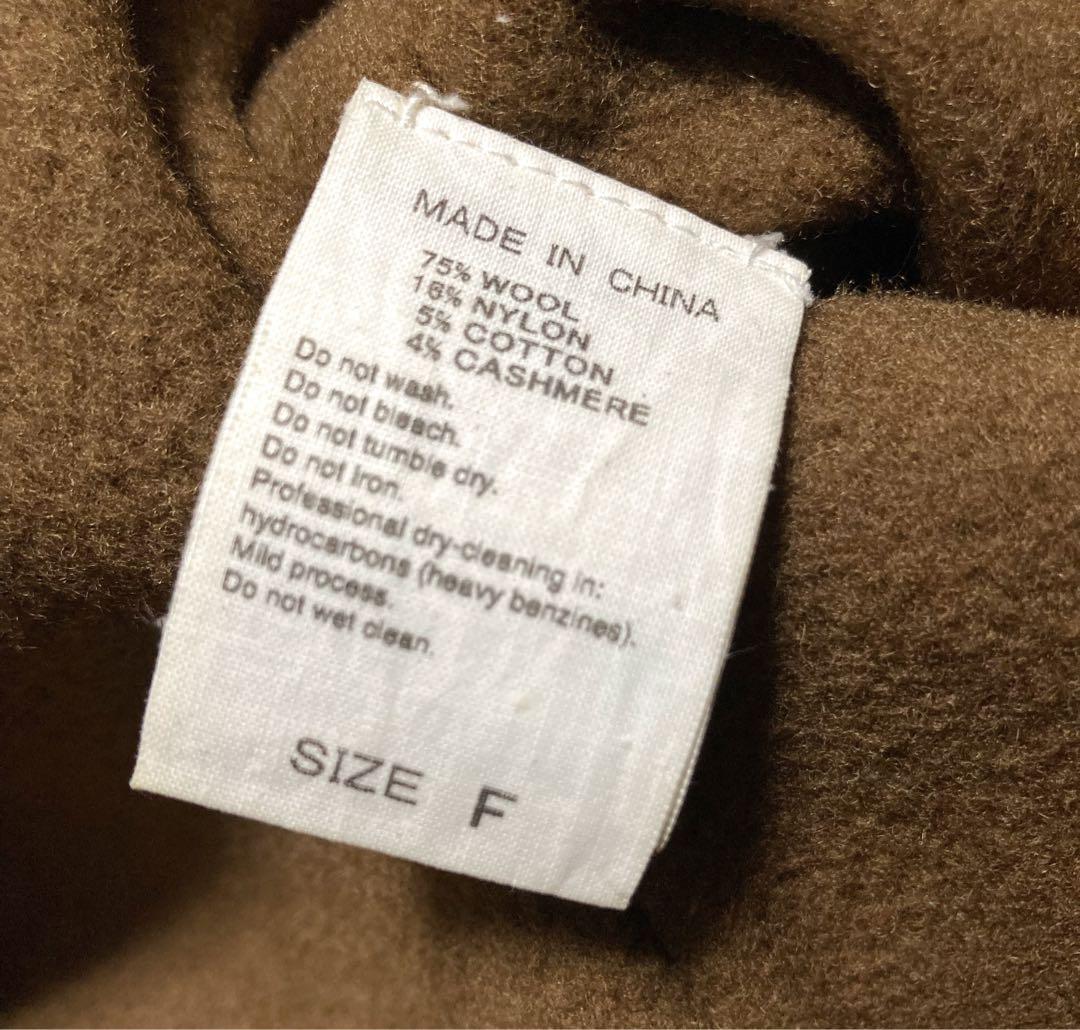 MADE IN CHINA
75% WOOL
16% NYLON
5% COTTON
4% CASHMERE
Do not wash.
Do not bleach.
Do not tumble dry.
Do not iron.
Professional dry-cleaning in:
hydrocarbons (heavy benzines).
Mild process.
Do not wet clean.
SIZE F